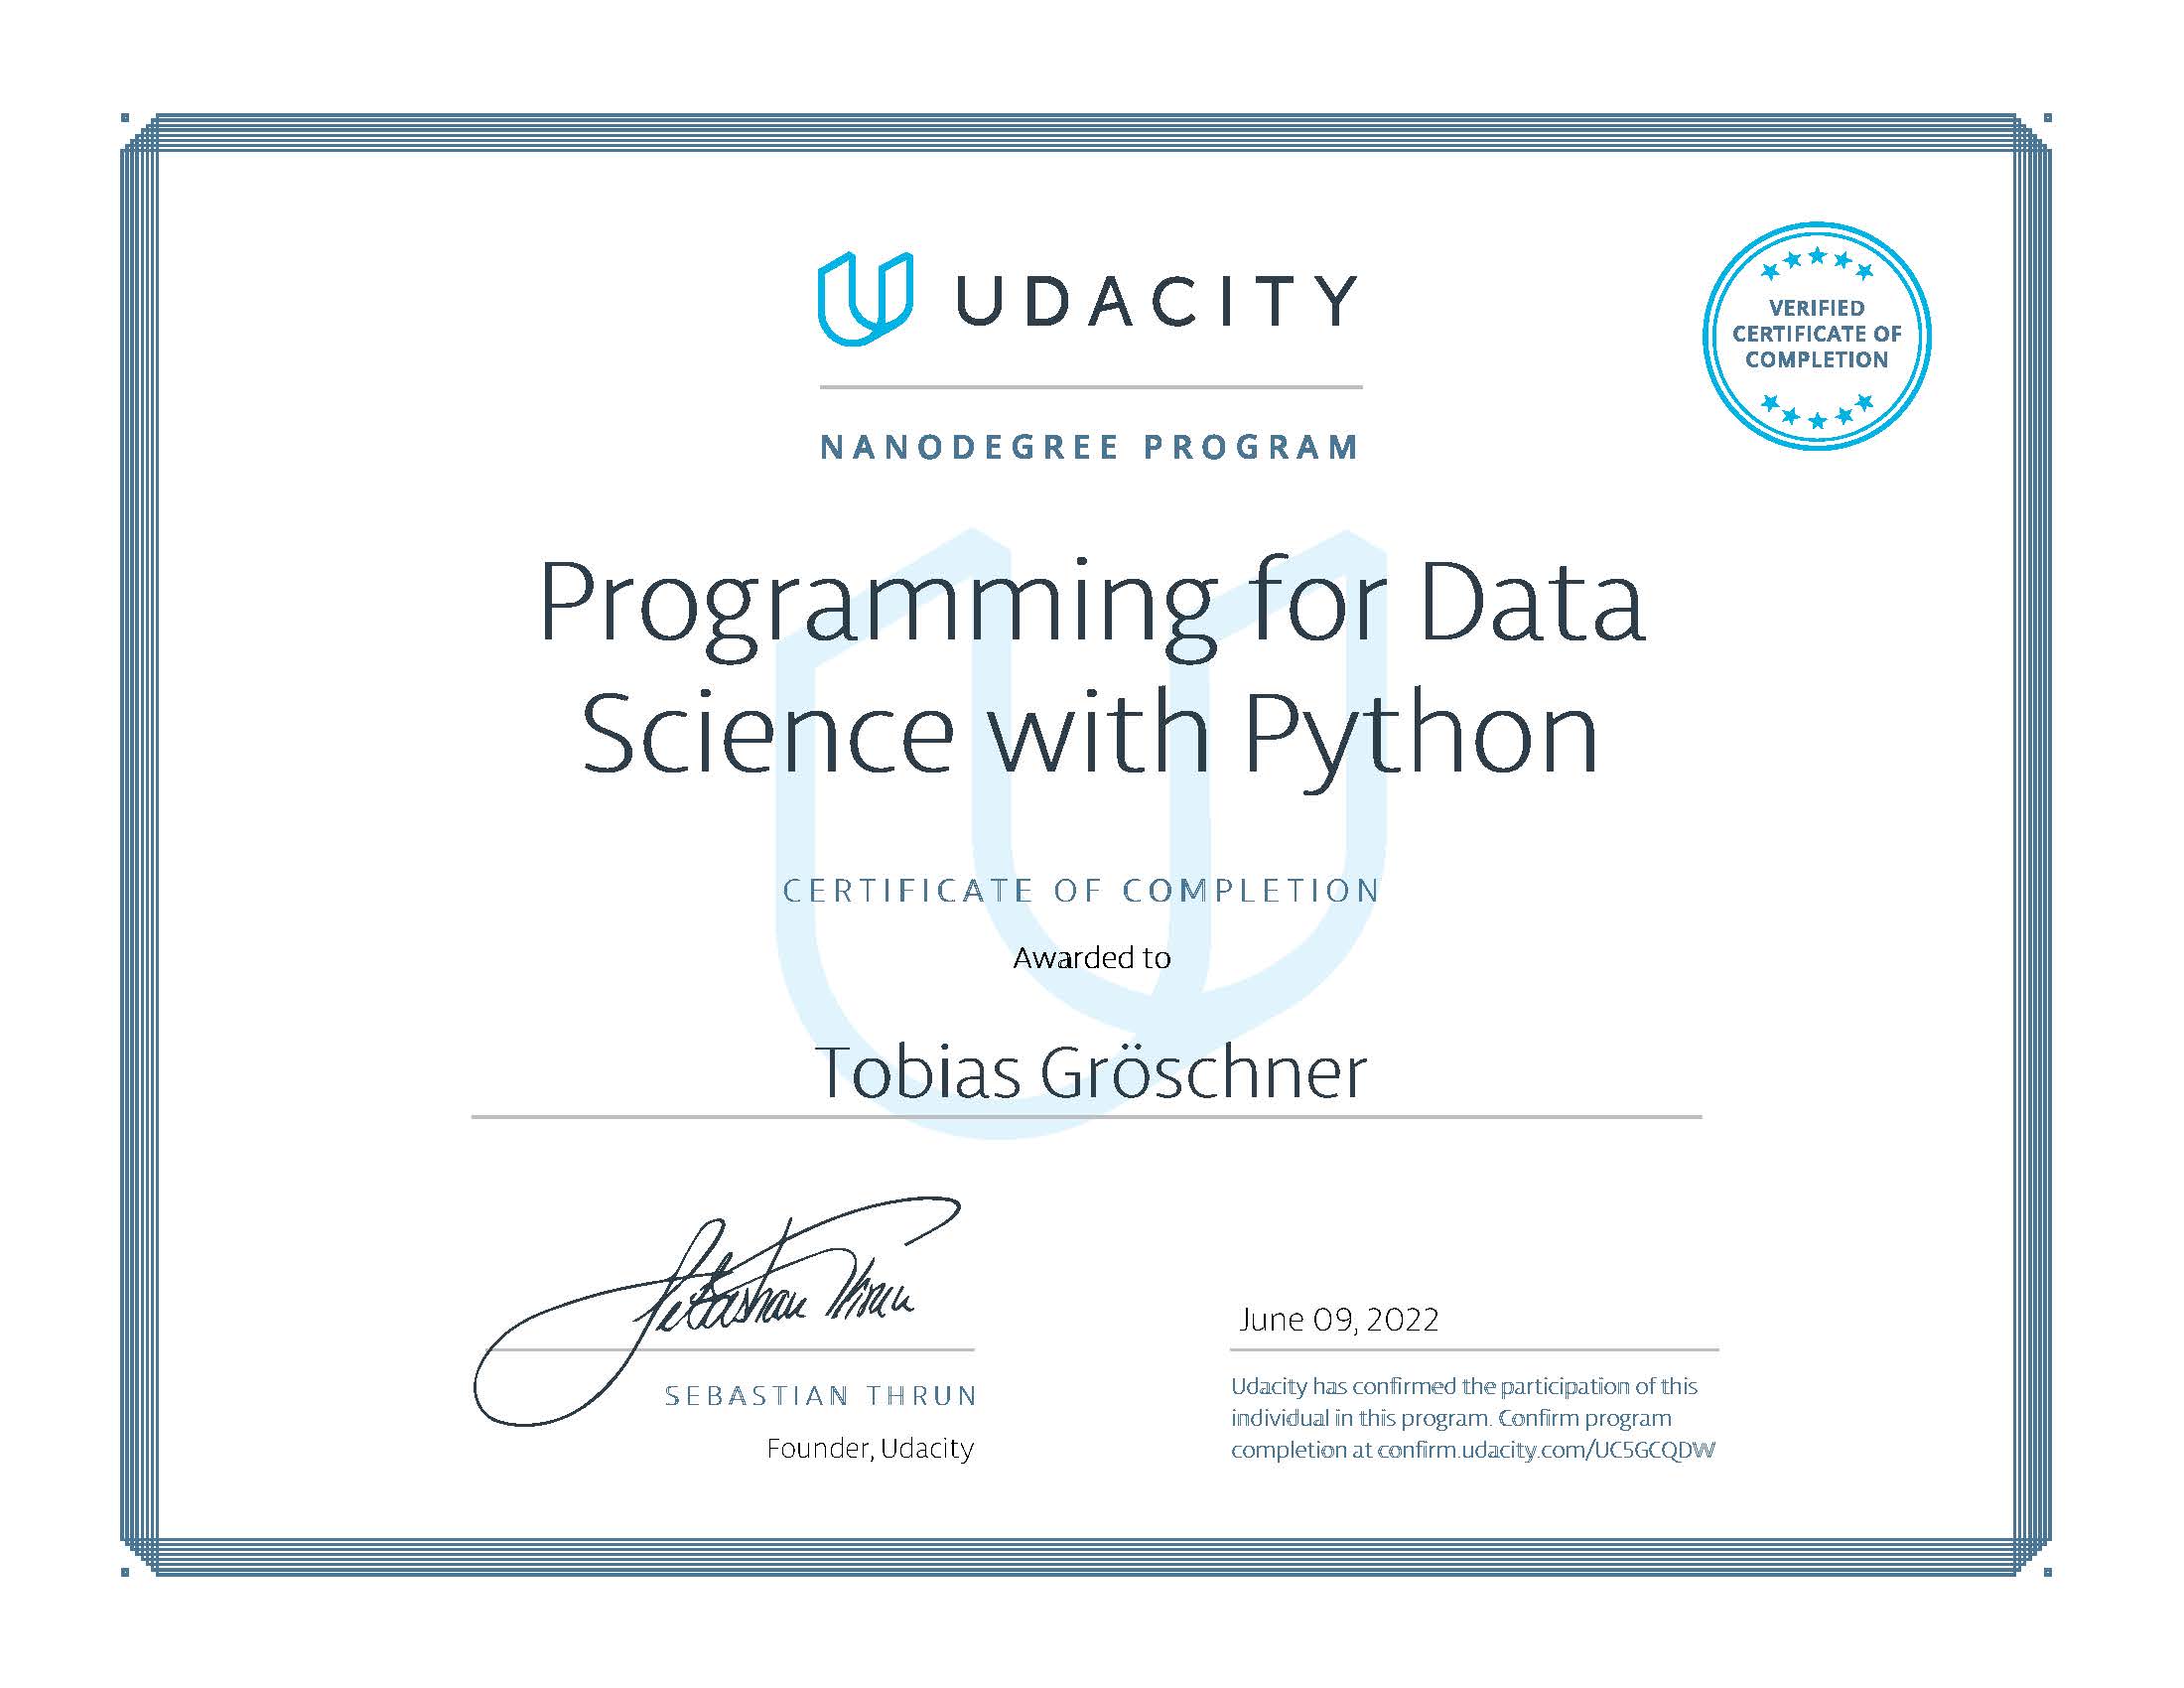 UDACITY
VERIFIED
CERTIFICATE OF
COMPLETION
NANODEGREE PROGRAM
Programming for Data
Science with Python
CERTIFICATE OF COMPLETION
Awarded to
Tobias Gröschner
Sebastian Thrun
June 09, 2022
SEBASTIAN THRUN
Founder, Udacity
Udacity has confirmed the participation of this
individual in this program. Confirm program
completion at confirm.udacity.com/UC5GCQDW